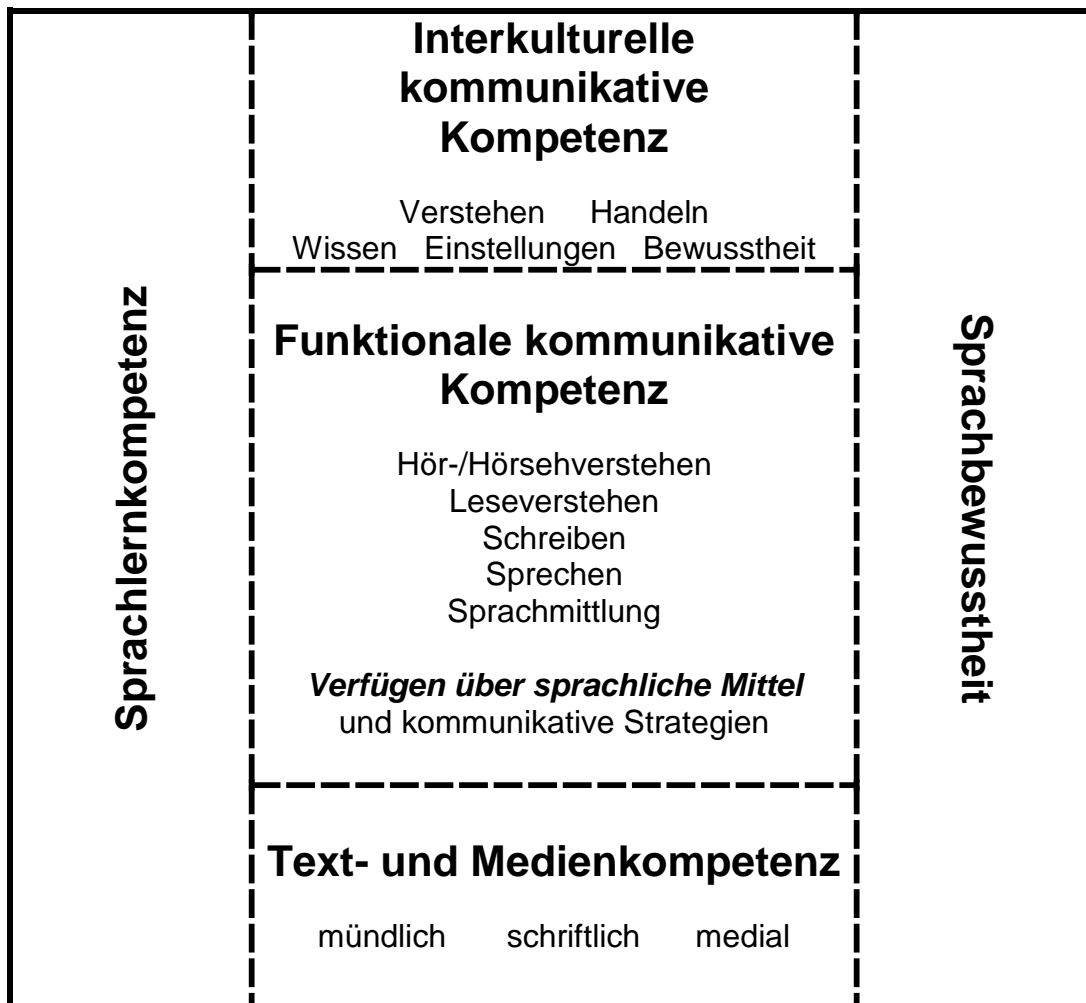 Interkulturelle
kommunikative
Kompetenz
Verstehen Handeln
Wissen Einstellungen Bewusstheit
Sprachlernkompetenz
Funktionale kommunikative
Kompetenz
Hör-/Hörsehverstehen
Leseverstehen
Schreiben
Sprechen
Sprachmittlung
Verfügen über sprachliche Mittel
und kommunikative Strategien
Sprachbewusstheit
Text- und Medienkompetenz
mündlich schriftlich medial